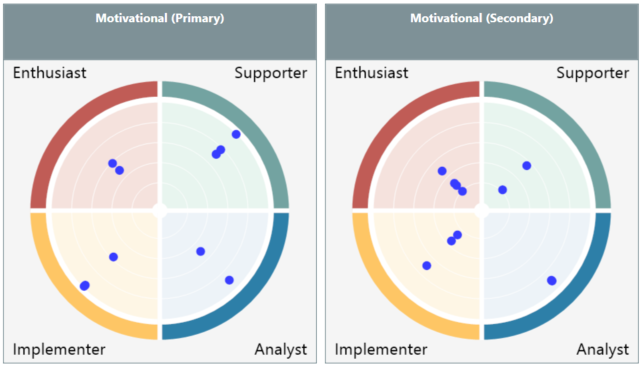 Motivational (Primary)
Enthusiast
Supporter
Implementer
Analyst
Motivational (Secondary)
Enthusiast
Supporter
Implementer
Analyst